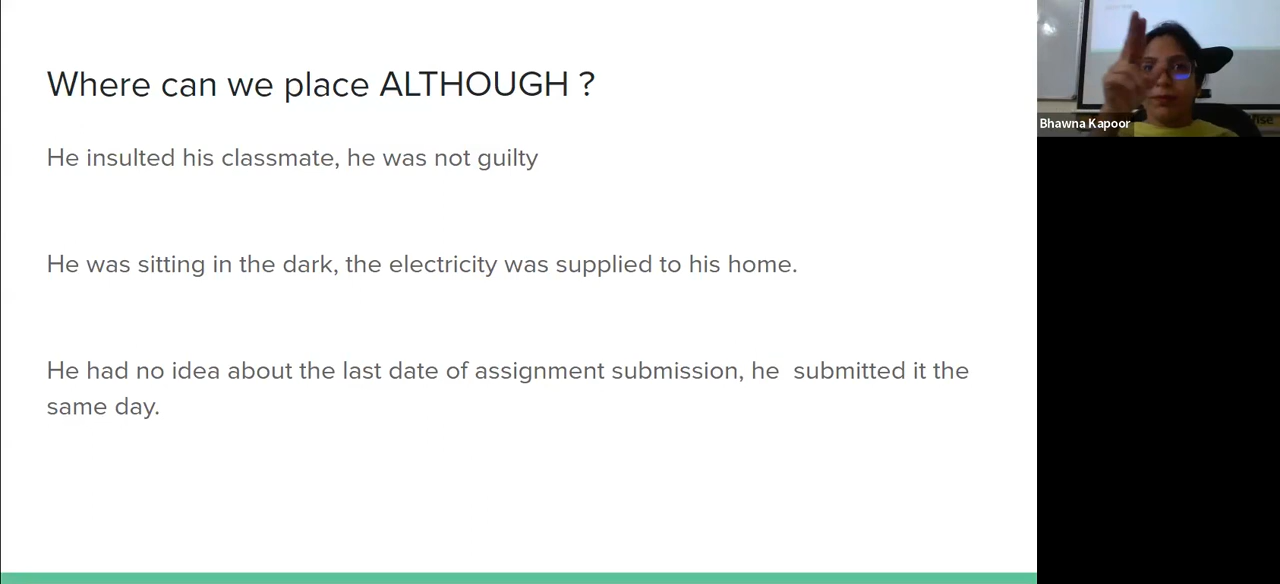 Where can we place ALTHOUGH ?
He insulted his classmate, he was not guilty
He was sitting in the dark, the electricity was supplied to his home.
He had no idea about the last date of assignment submission, he  submitted it the
same day.
Bhawna Kapoor